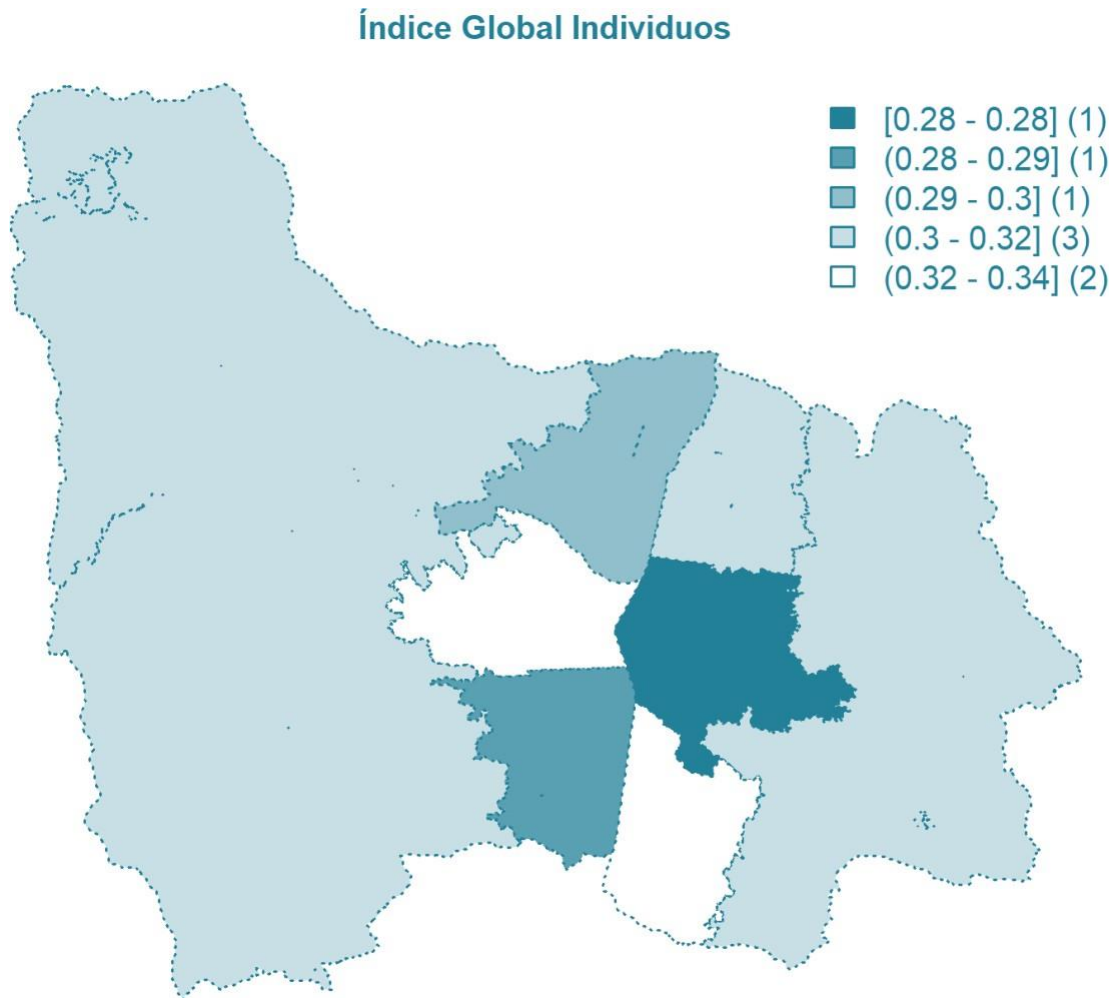 Índice Global Individuos
[0.28 - 0.28] (1)
(0.28 - 0.29] (1)
(0.29 - 0.3] (1)
(0.3 - 0.32] (3)
(0.32 - 0.34] (2)